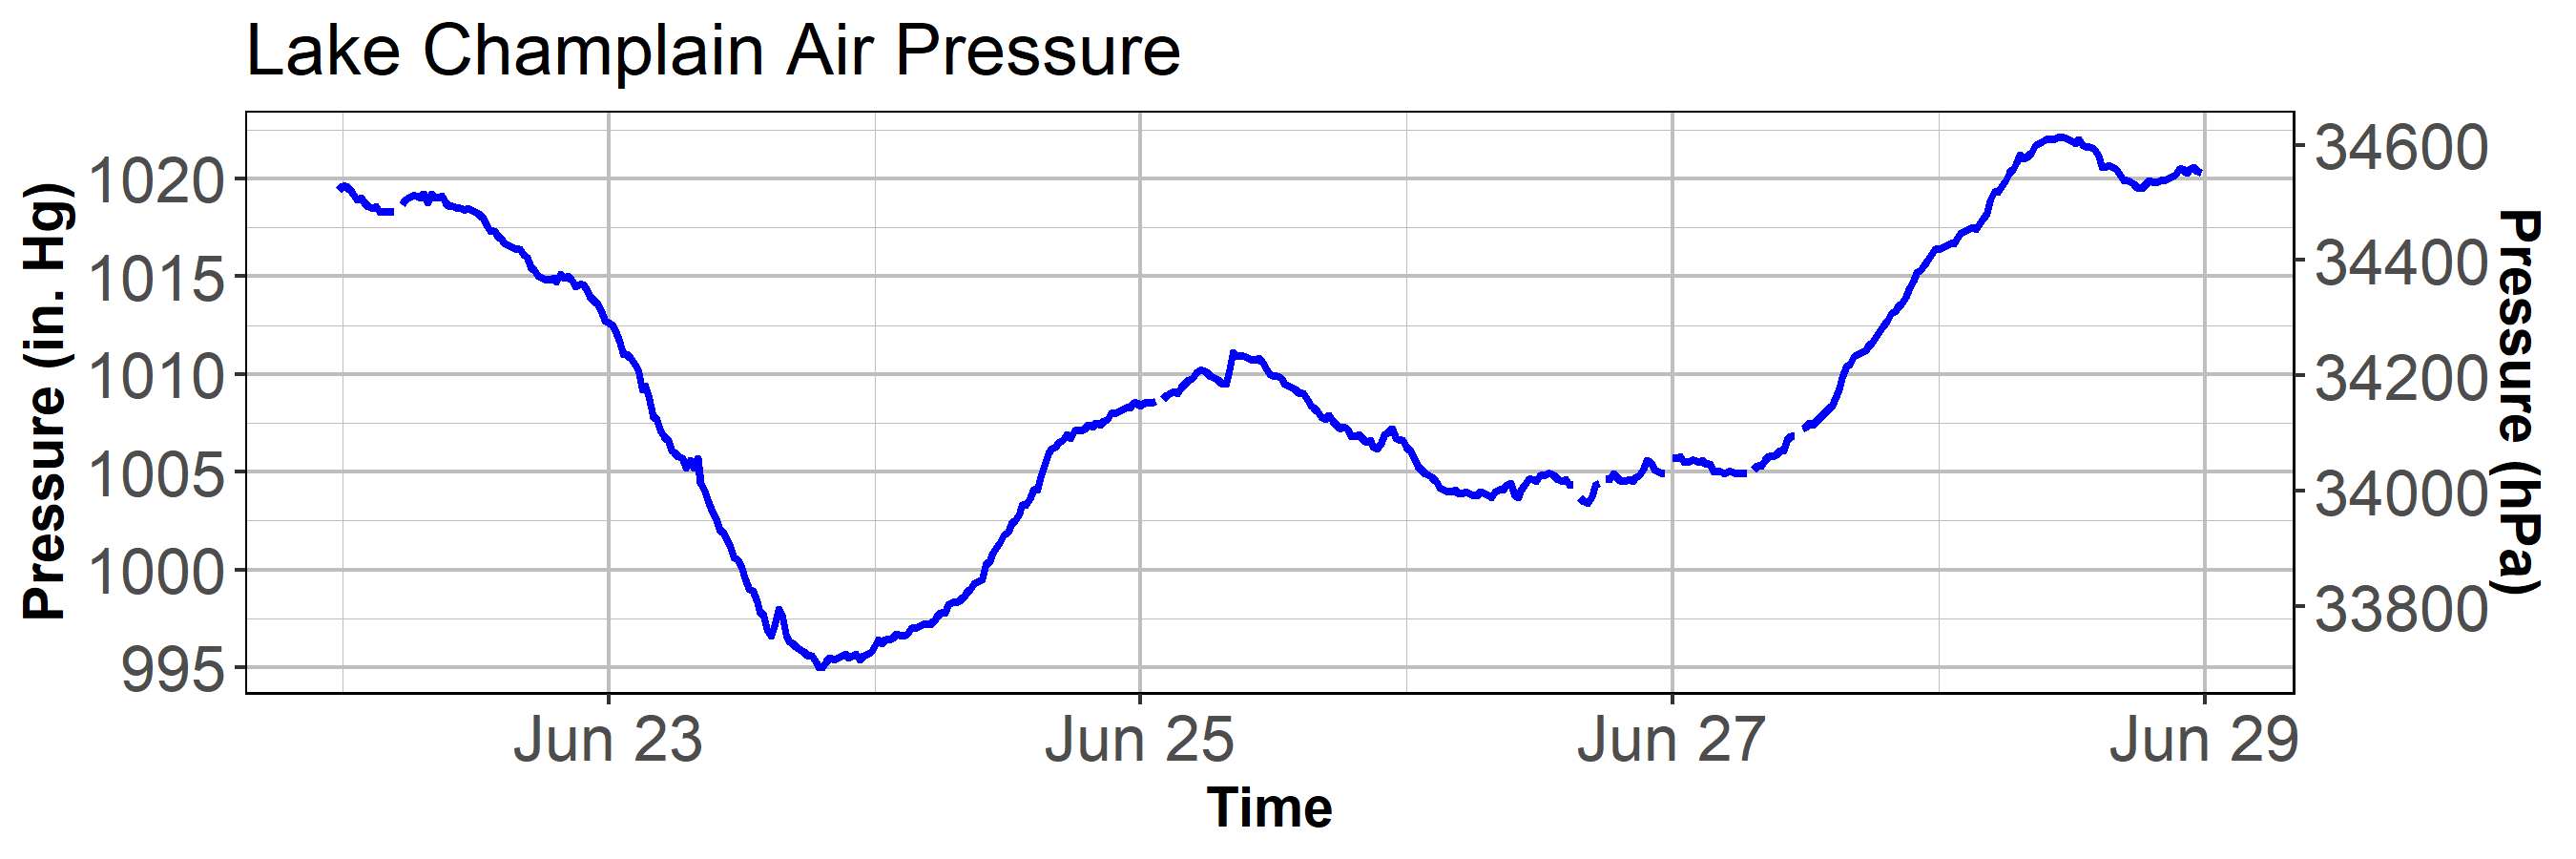 Lake Champlain Air Pressure
Pressure (in. Hg)
1020
1015
1010
1005
1000
995
34600
34400
34200
34000
33800
Pressure (hPa)
Jun 23
Jun 25
Jun 27
Jun 29
Time